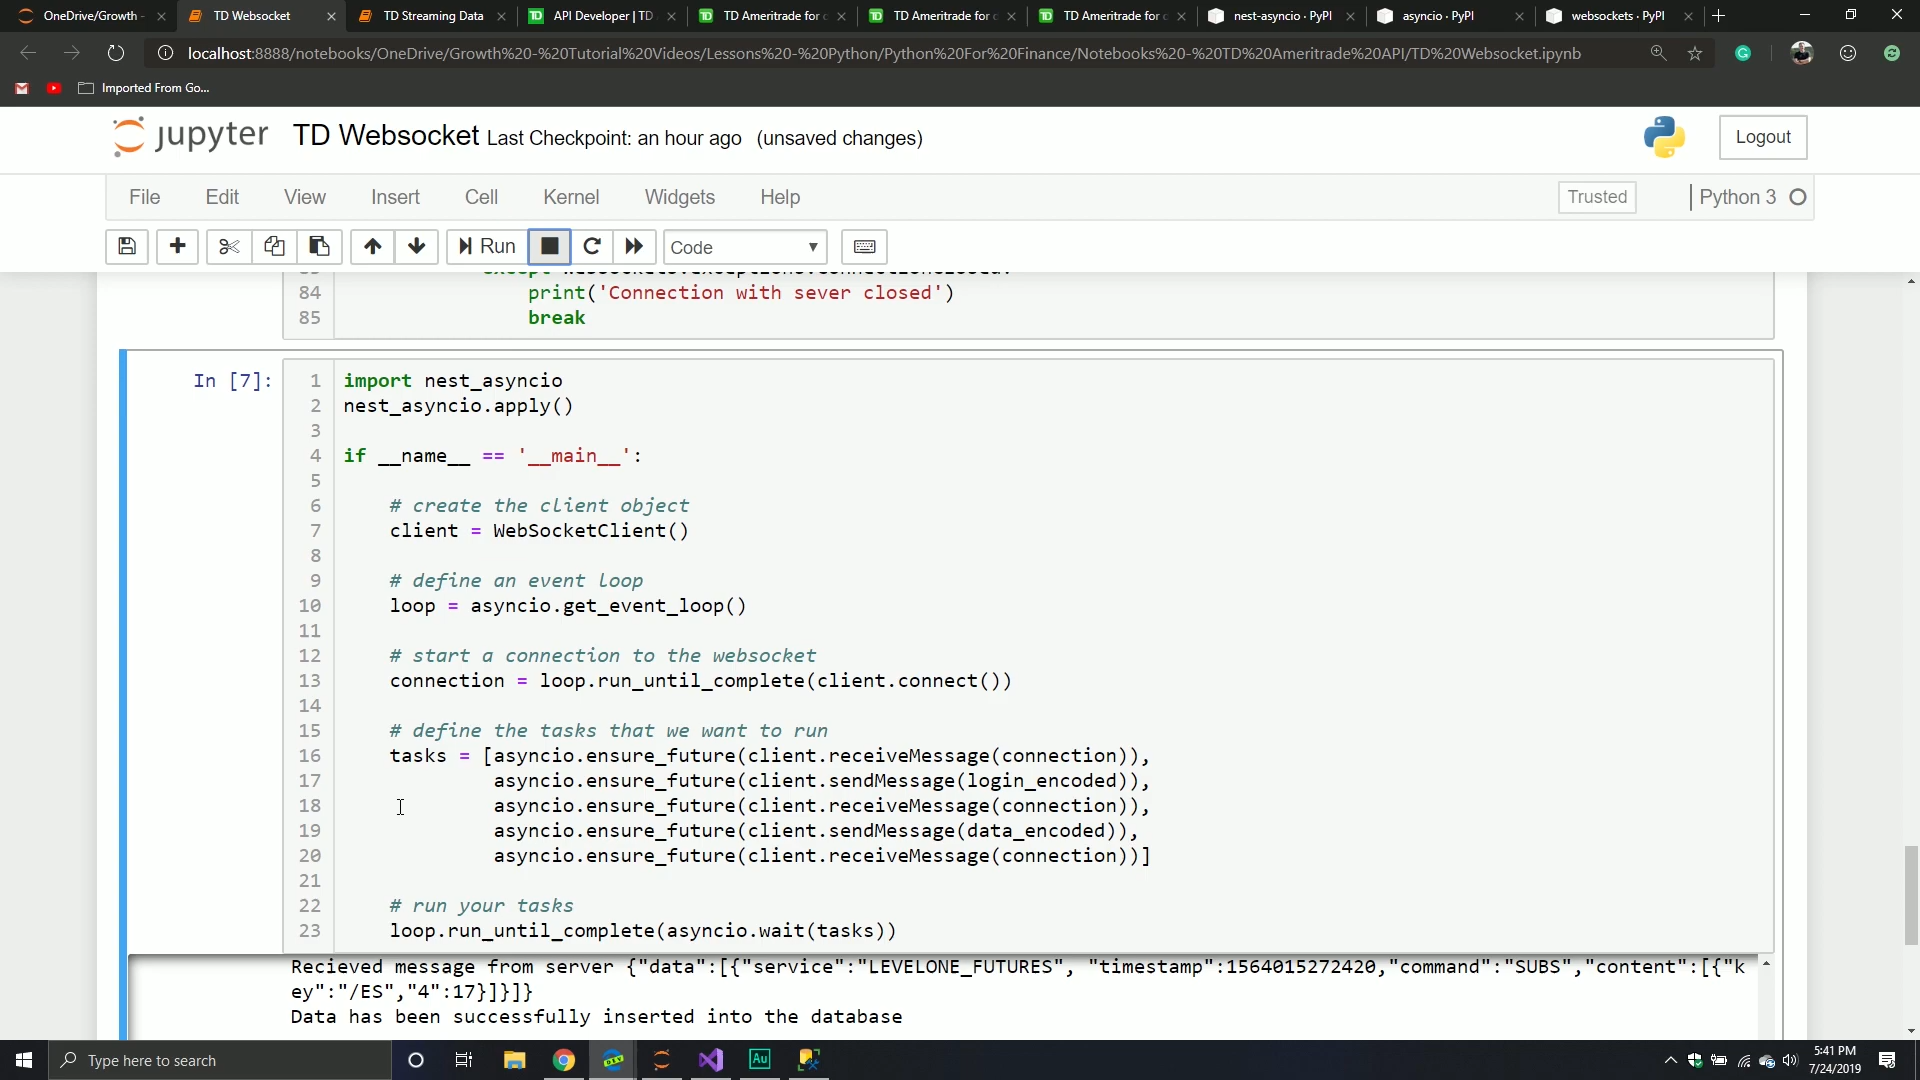 OneDrive/Growth -
TD Websocket
TD Streaming Data
API Developer | TD
TD Ameritrade for
TD Ameritrade for
TD Ameritrade for
nest-asyncio · PyPI
asyncio · PyPI
websockets · PyPI
localhost:8888/notebooks/OneDrive/Growth%20-%20Tutorial%20Videos/Lessons%20-%20Python/Python%20For%20Finance/Notebooks%20-%20TD%20Ameritrade%20API/TD%20Websocket.ipynb
Imported From Go...
jupyter TD Websocket Last Checkpoint: an hour ago (unsaved changes)
Logout
File Edit View Insert Cell Kernel Widgets Help
Trusted
Python 3
Run
Code
84 print('Connection with sever closed')
85 break
In [7]:
1 import nest_asyncio
2 nest_asyncio.apply()
3
4 if __name__ == '__main__':
5
6 # create the client object
7 client = WebSocketClient()
8
9 # define an event loop
10 loop = asyncio.get_event_loop()
11
12 # start a connection to the websocket
13 connection = loop.run_until_complete(client.connect())
14
15 # define the tasks that we want to run
16 tasks = [asyncio.ensure_future(client.receiveMessage(connection)),
17 asyncio.ensure_future(client.sendMessage(login_encoded)),
18 asyncio.ensure_future(client.receiveMessage(connection)),
19 asyncio.ensure_future(client.sendMessage(data_encoded)),
20 asyncio.ensure_future(client.receiveMessage(connection))]
21
22 # run your tasks
23 loop.run_until_complete(asyncio.wait(tasks))
Recieved message from server {"data":[{"service":"LEVELONE_FUTURES", "timestamp":1564015272420,"command":"SUBS","content":[{"k
ey":"/ES","4":17}]}]}
Data has been successfully inserted into the database
Type here to search
DEV
Au
5:41 PM
7/24/2019